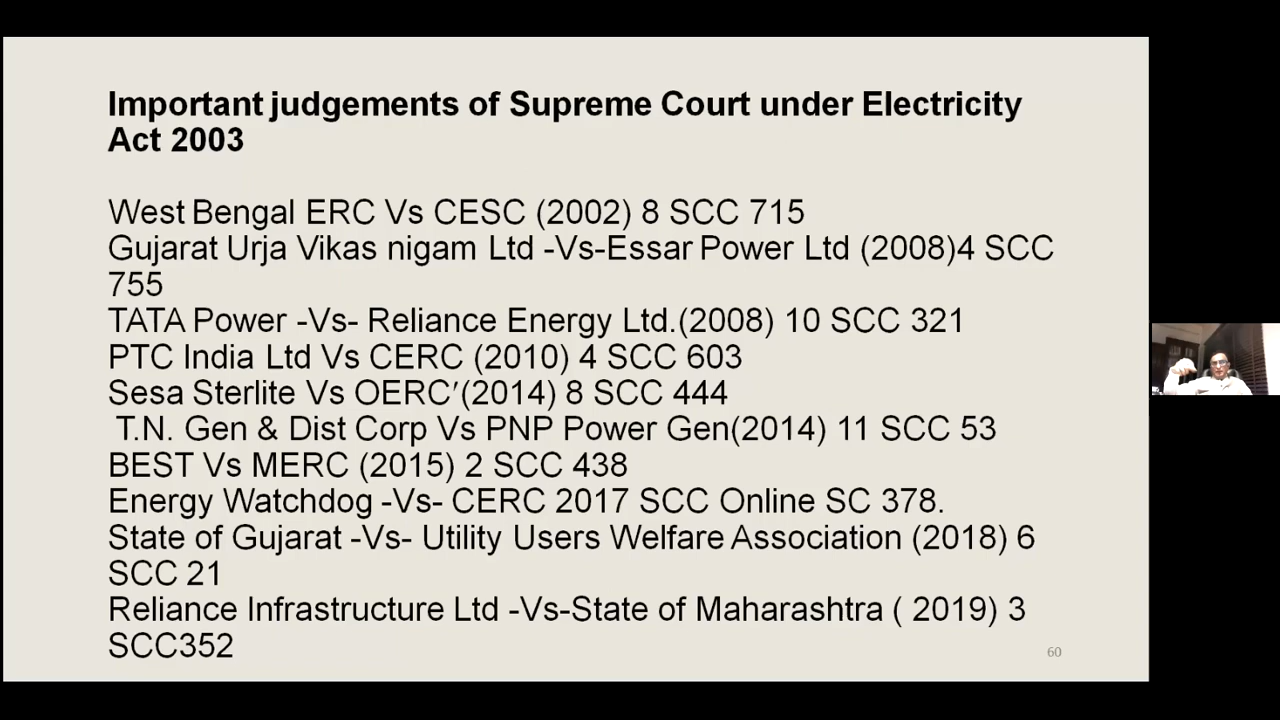 Important judgements of Supreme Court under Electricity
Act 2003
West Bengal ERC Vs CESC (2002) 8 SCC 715
Gujarat Urja Vikas nigam Ltd -Vs-Essar Power Ltd (2008)4 SCC
755
TATA Power -Vs- Reliance Energy Ltd.(2008) 10 SCC 321
PTC India Ltd Vs CERC (2010) 4 SCC 603
Sesa Sterlite Vs OERC′(2014) 8 SCC 444
T.N. Gen & Dist Corp Vs PNP Power Gen(2014) 11 SCC 53
BEST Vs MERC (2015) 2 SCC 438
Energy Watchdog -Vs- CERC 2017 SCC Online SC 378.
State of Gujarat -Vs- Utility Users Welfare Association (2018) 6
SCC 21
Reliance Infrastructure Ltd -Vs-State of Maharashtra ( 2019) 3
SCC352
60